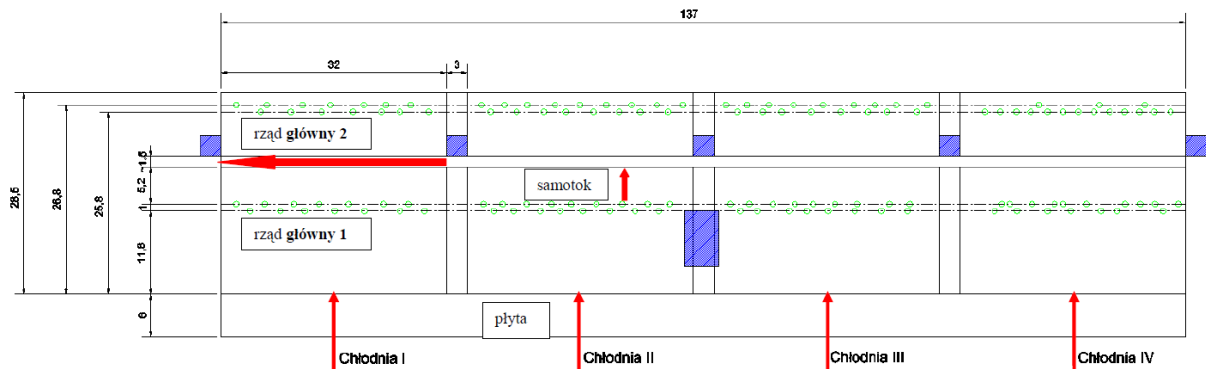 137
32
3
rząd główny 2
~1.5
5,2
samotok
1
rząd główny 1
11,8
28,5
26,8
25,8
6
płyta
Chłodnia I
Chłodnia II
Chłodnia III
Chłodnia IV